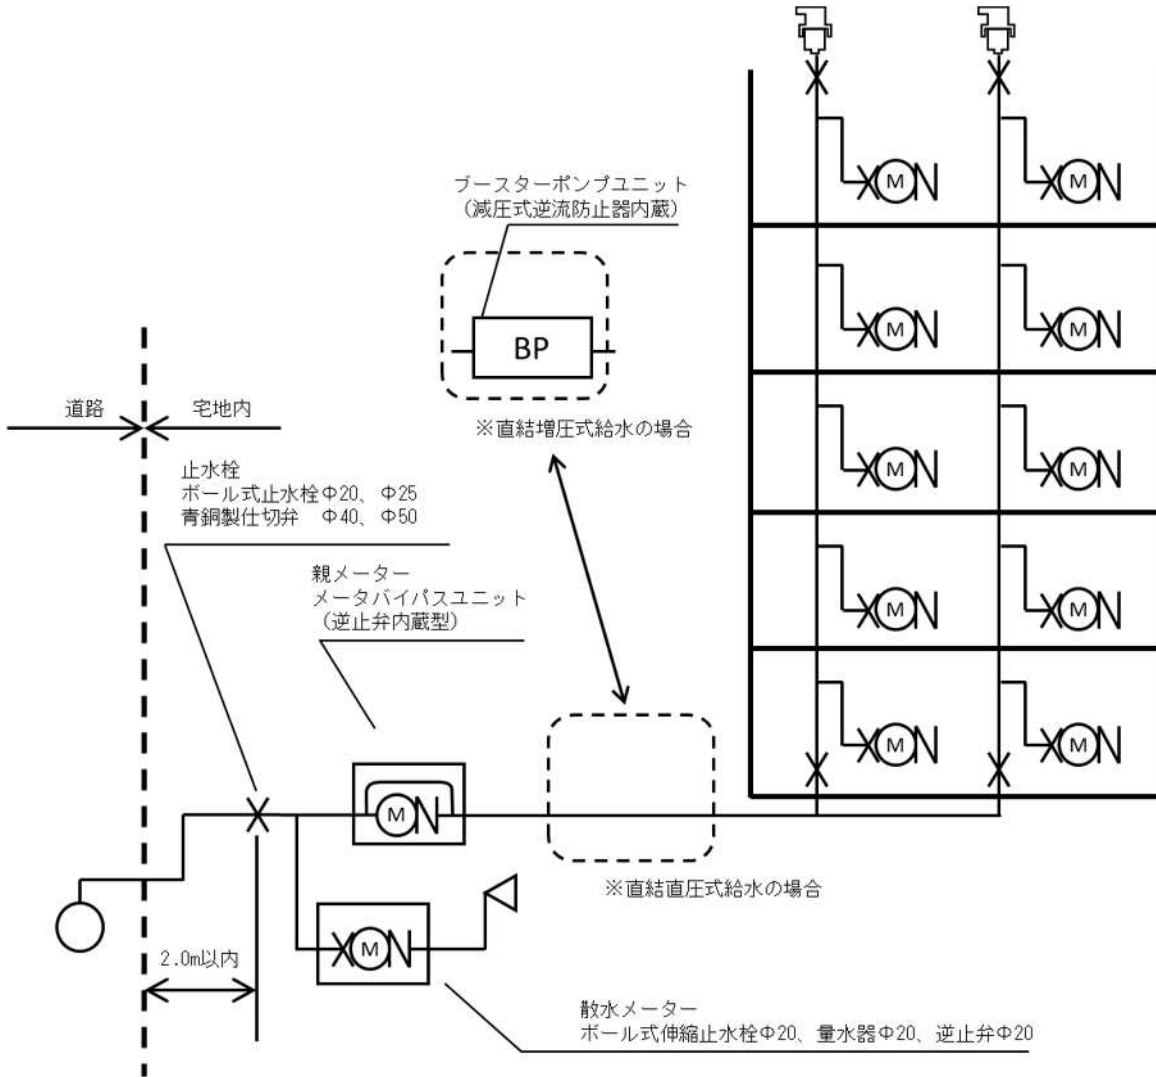 M N M N
ブースターポンプユニット
（減圧式逆流防止器内蔵）
M N M N
BP
道路
宅地内
※直結増圧式給水の場合
M N M N
止水栓
ボール式止水栓Φ20、Φ25
青銅製仕切弁 Φ40、Φ50
親メーター
メータバイパスユニット
（逆止弁内蔵型）
M N M N
M N M N
M N
※直結直圧式給水の場合
2.0m以内
M N
散水メーター
ボール式伸縮止水栓Φ20、量水器Φ20、逆止弁Φ20